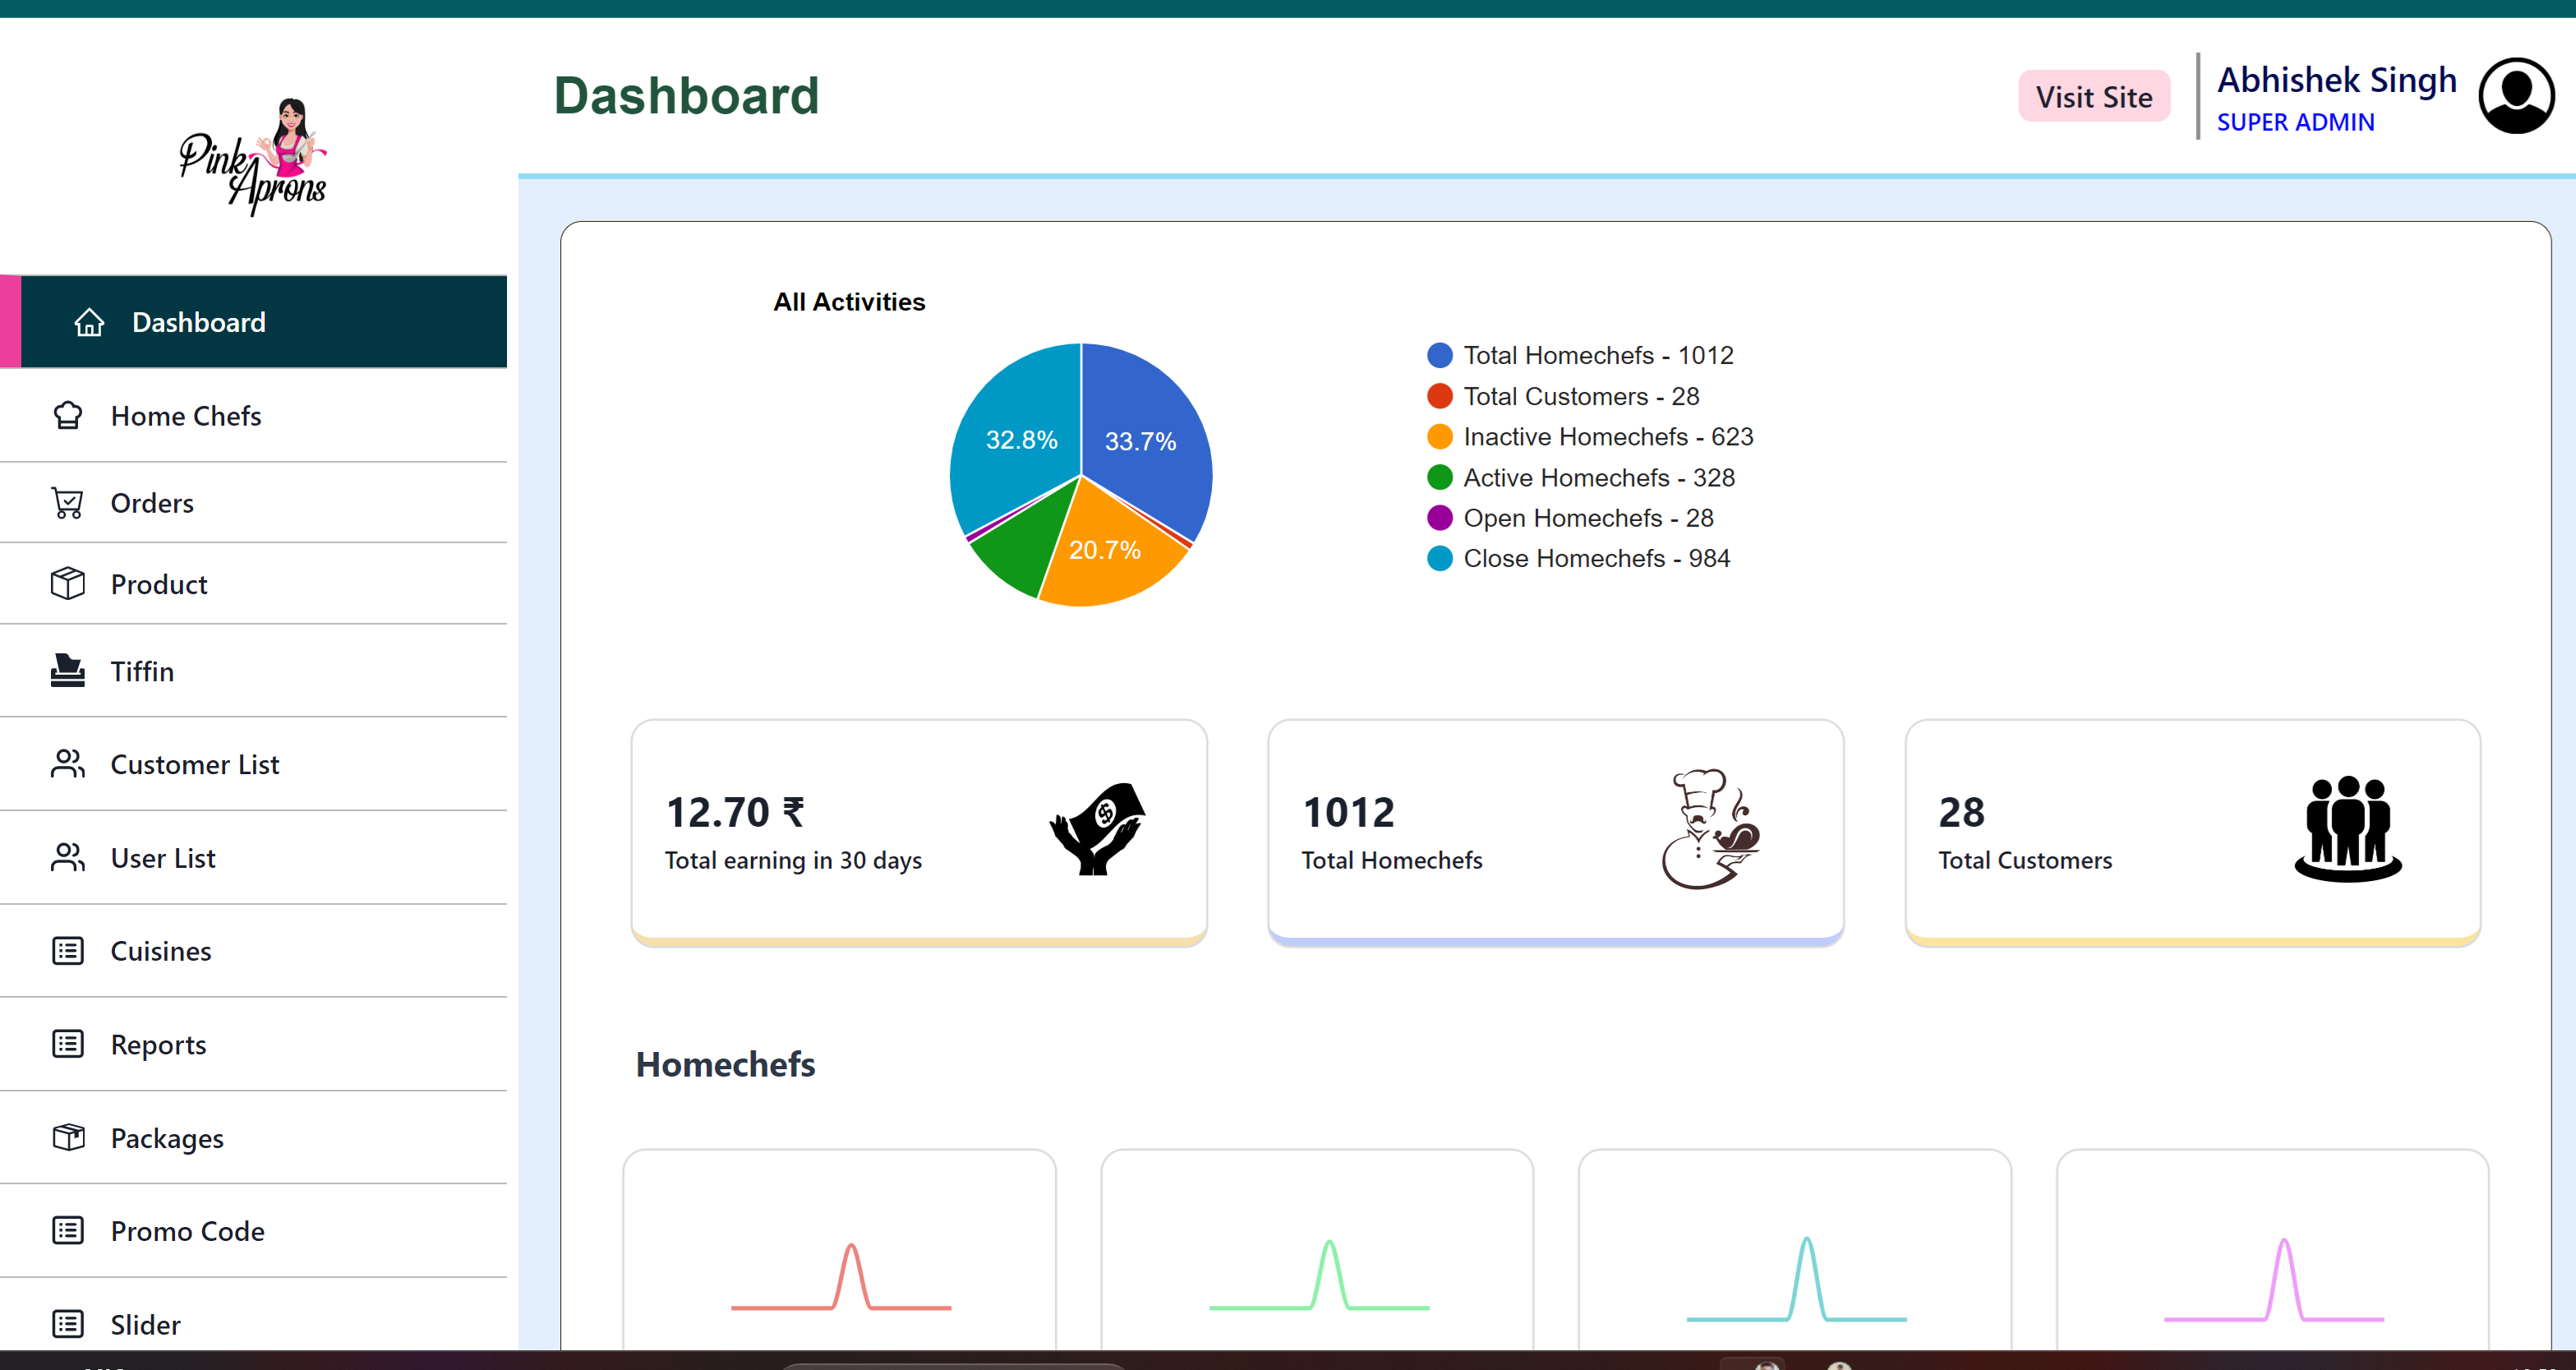 Pink
Aprons
Dashboard
Visit Site
Abhishek Singh
SUPER ADMIN
Dashboard
Home Chefs
Orders
Product
Tiffin
Customer List
User List
Cuisines
Reports
Packages
Promo Code
Slider
All Activities
32.8%
33.7%
20.7%
Total Homechefs - 1012
Total Customers - 28
Inactive Homechefs - 623
Active Homechefs - 328
Open Homechefs - 28
Close Homechefs - 984
12.70 ₹
Total earning in 30 days
1012
Total Homechefs
28
Total Customers
Homechefs